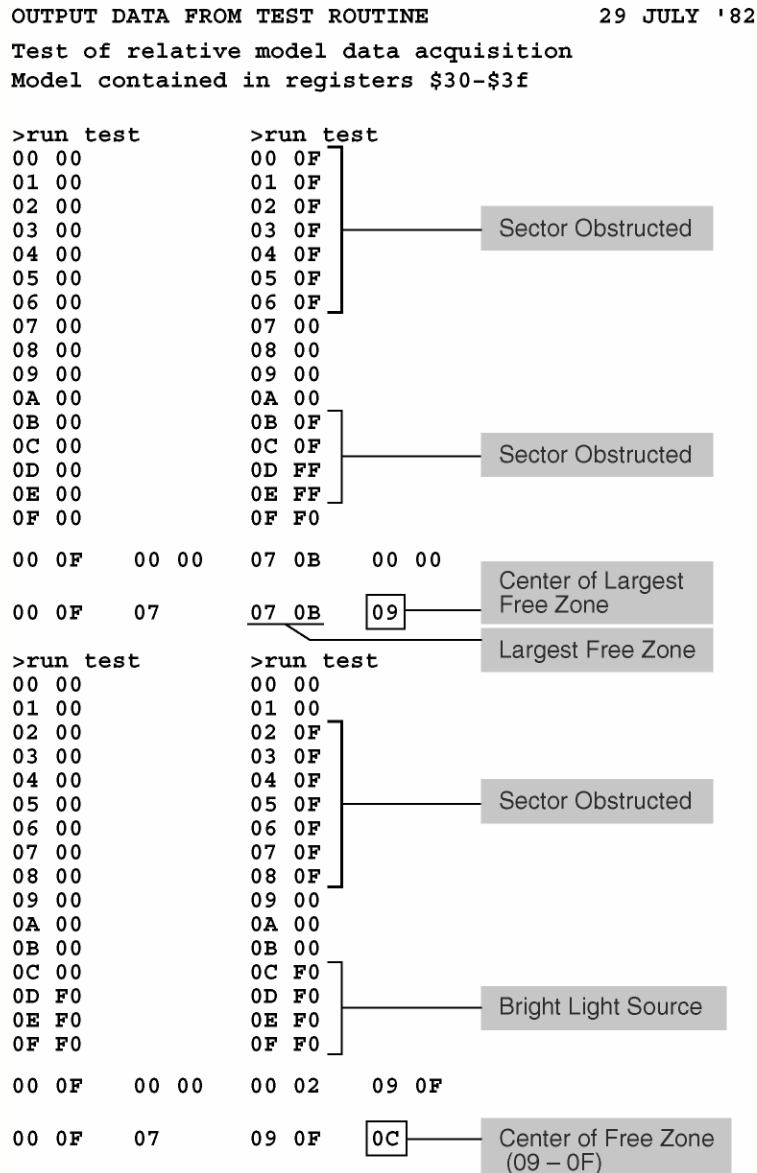 OUTPUT DATA FROM TEST ROUTINE 29 JULY '82
Test of relative model data acquisition
Model contained in registers $30-$3f
>run test >run test
00 00 00 0F
01 00 01 0F
02 00 02 0F
03 00 03 0F Sector Obstructed
04 00 04 0F
05 00 05 0F
06 00 06 0F
07 00 07 00
08 00 08 00
09 00 09 00
0A 00 0A 00
0B 00 0B 0F
0C 00 0C 0F Sector Obstructed
0D 00 0D FF
0E 00 0E FF
0F 00 0F F0
00 0F 00 00 07 0B 00 00
Center of Largest
Free Zone
00 0F 07 07 0B 09
Largest Free Zone
>run test >run test
00 00 00 00
01 00 01 00
02 00 02 0F
03 00 03 0F
04 00 04 0F
05 00 05 0F Sector Obstructed
06 00 06 0F
07 00 07 0F
08 00 08 0F
09 00 09 00
0A 00 0A 00
0B 00 0B 00
0C 00 0C F0
0D F0 0D F0 Bright Light Source
0E F0 0E F0
0F F0 0F F0
00 0F 00 00 00 02 09 0F
00 0F 07 09 0F 0C Center of Free Zone
(09 – 0F)